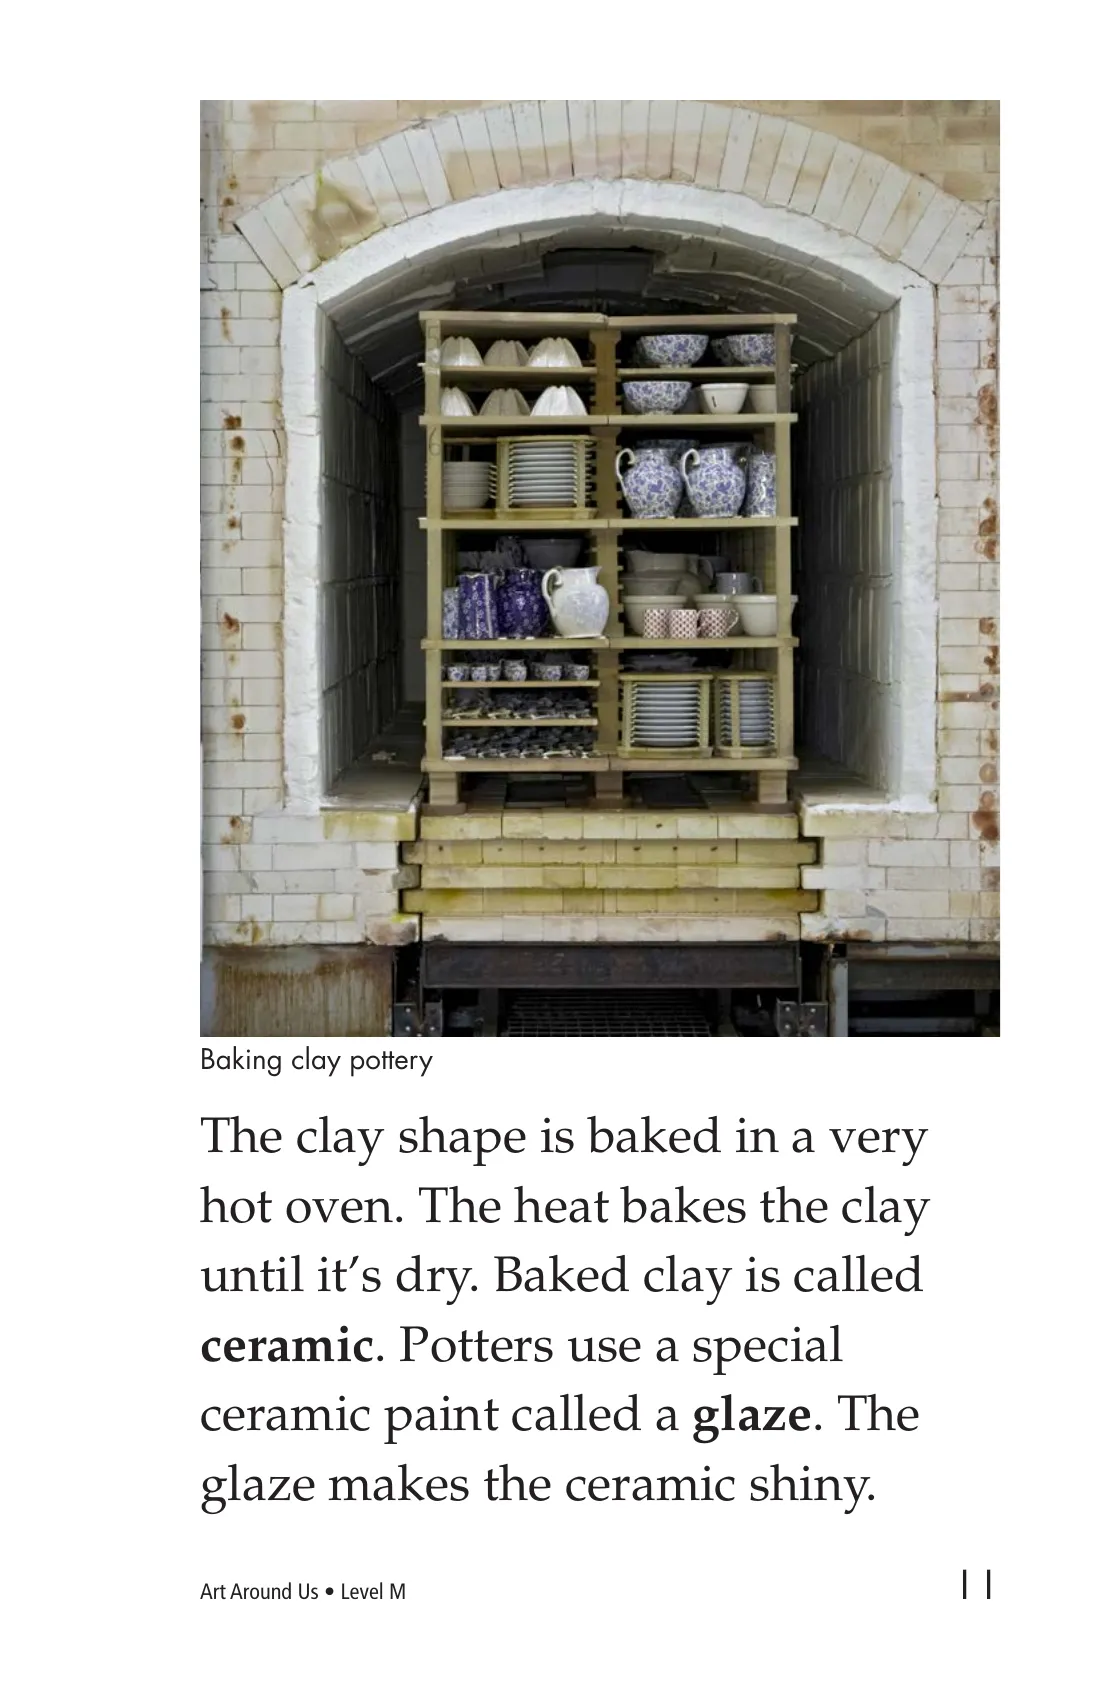 Baking clay pottery
The clay shape is baked in a very
hot oven. The heat bakes the clay
until it’s dry. Baked clay is called
ceramic. Potters use a special
ceramic paint called a glaze. The
glaze makes the ceramic shiny.
Art Around Us • Level M
11